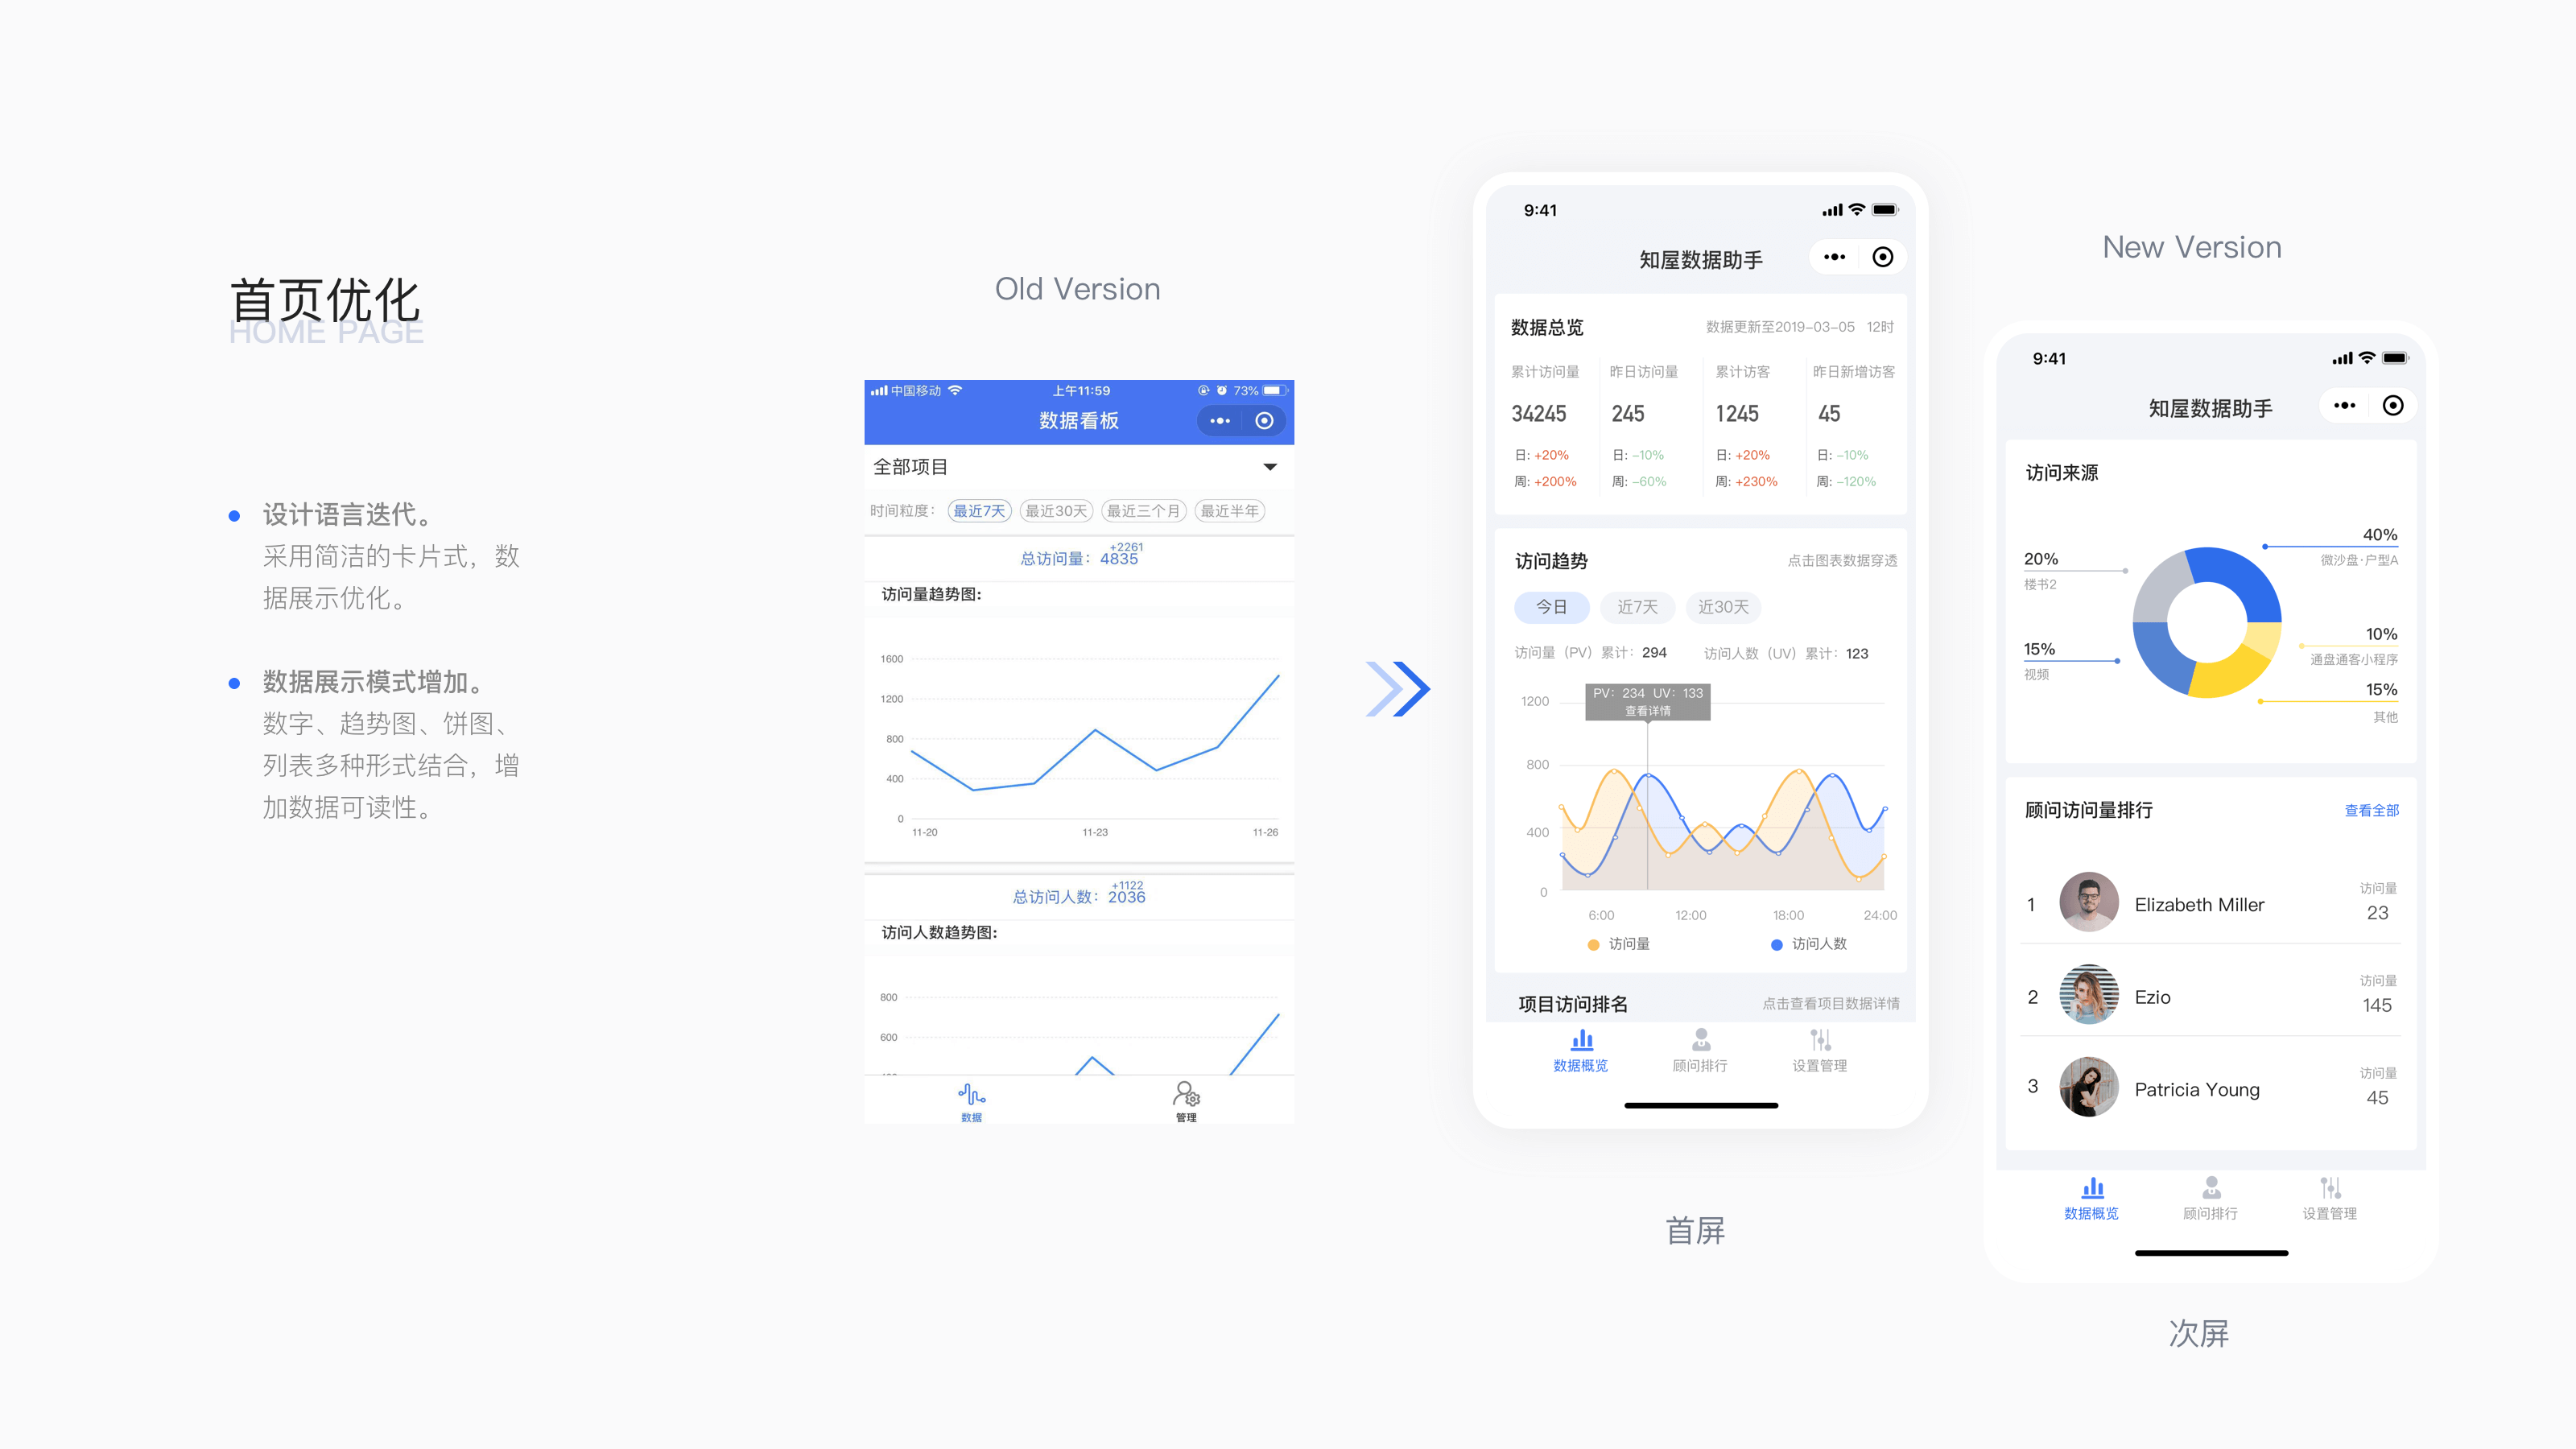 首页优化
HOME PAGE
设计语言迭代。
采用简洁的卡片式，数
据展示优化。
数据展示模式增加。
数字、趋势图、饼图、
列表多种形式结合，增
加数据可读性。
Old Version
中国移动 上午11:59 73%
数据看板
全部项目
时间粒度： 最近7天 最近30天 最近三个月 最近半年
+2261
总访问量： 4835
访问量趋势图:
1600
1200
800
400
0
11-20 11-23 11-26
+1122
总访问人数： 2036
访问人数趋势图:
800
600
数据 管理
9:41
知屋数据助手
数据总览 数据更新至2019-03-05 12时
累计访问量 昨日访问量 累计访客 昨日新增访客
34245 245 1245 45
日: +20% 日: -10% 日: +20% 日: -10%
周: +200% 周: -60% 周: +230% 周: -120%
访问趋势 点击图表数据穿透
今日 近7天 近30天
访问量（PV）累计： 294 访问人数（UV）累计： 123
PV： 234 UV： 133
查看详情
1200
800
400
0
6:00 12:00 18:00 24:00
访问量 访问人数
项目访问排名 点击查看项目数据详情
数据概览 顾问排行 设置管理
首屏
New Version
9:41
知屋数据助手
访问来源
40%
微沙盘·户型A
20%
楼书2
10%
通盘通客小程序
15%
视频
15%
其他
顾问访问量排行 查看全部
1 Elizabeth Miller 访问量 23
2 Ezio 访问量 145
3 Patricia Young 访问量 45
数据概览 顾问排行 设置管理
次屏